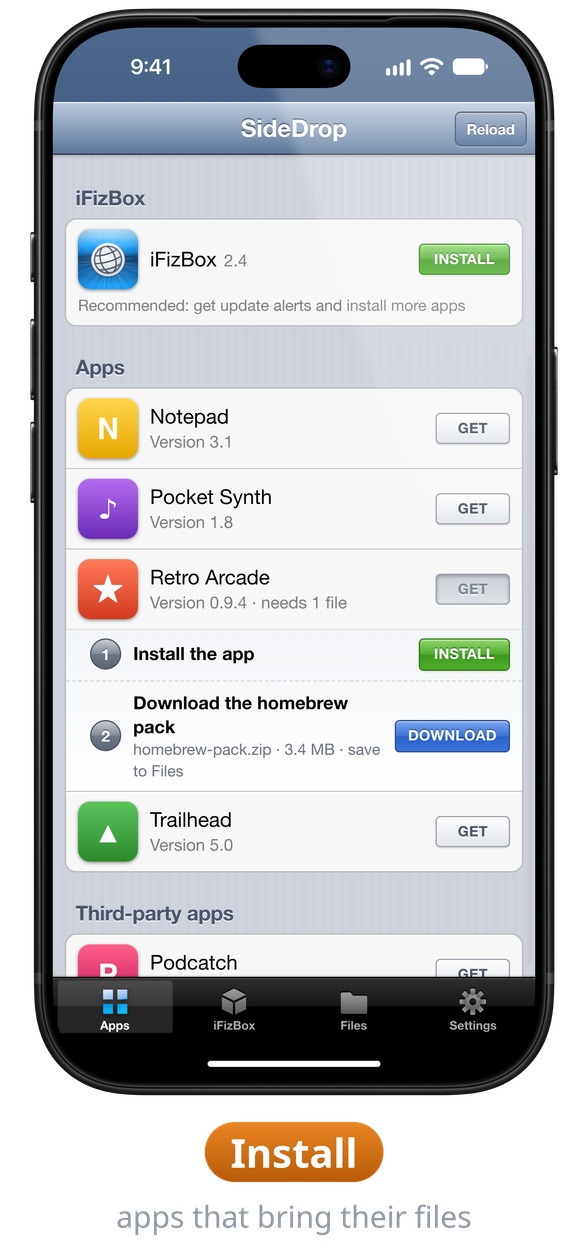 9:41
SideDrop
Reload
iFizBox
iFizBox 2.4
INSTALL
Recommended: get update alerts and install more apps
Apps
N
Notepad
Version 3.1
GET
Pocket Synth
Version 1.8
GET
Retro Arcade
Version 0.9.4 · needs 1 file
GET
1
Install the app
INSTALL
2
Download the homebrew
pack
homebrew-pack.zip · 3.4 MB · save
to Files
DOWNLOAD
Trailhead
Version 5.0
GET
Third-party apps
P
Podcatch
GET
Apps
iFizBox
Files
Settings
Install
apps that bring their files